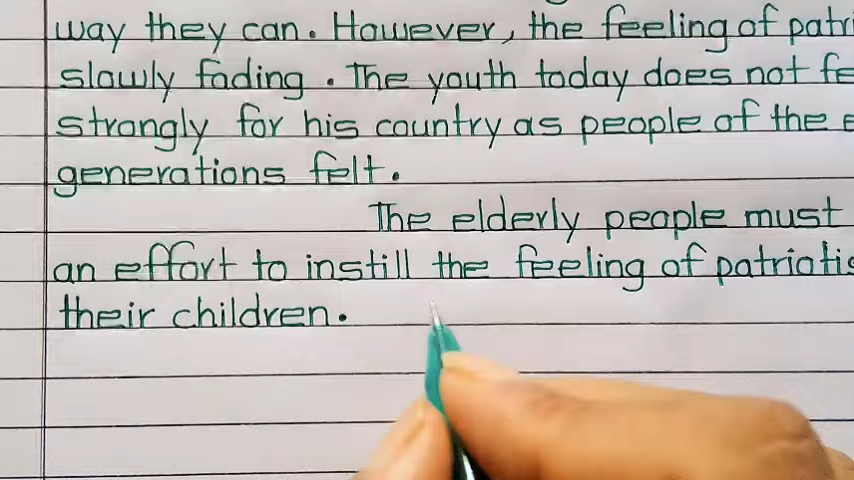 way they can. However, the feeling of patri
slowly fading. The youth today does not fe
strongly for his country as people of the e
generations felt.
The elderly people must
an effort to instill the feeling of patriotis
their children.